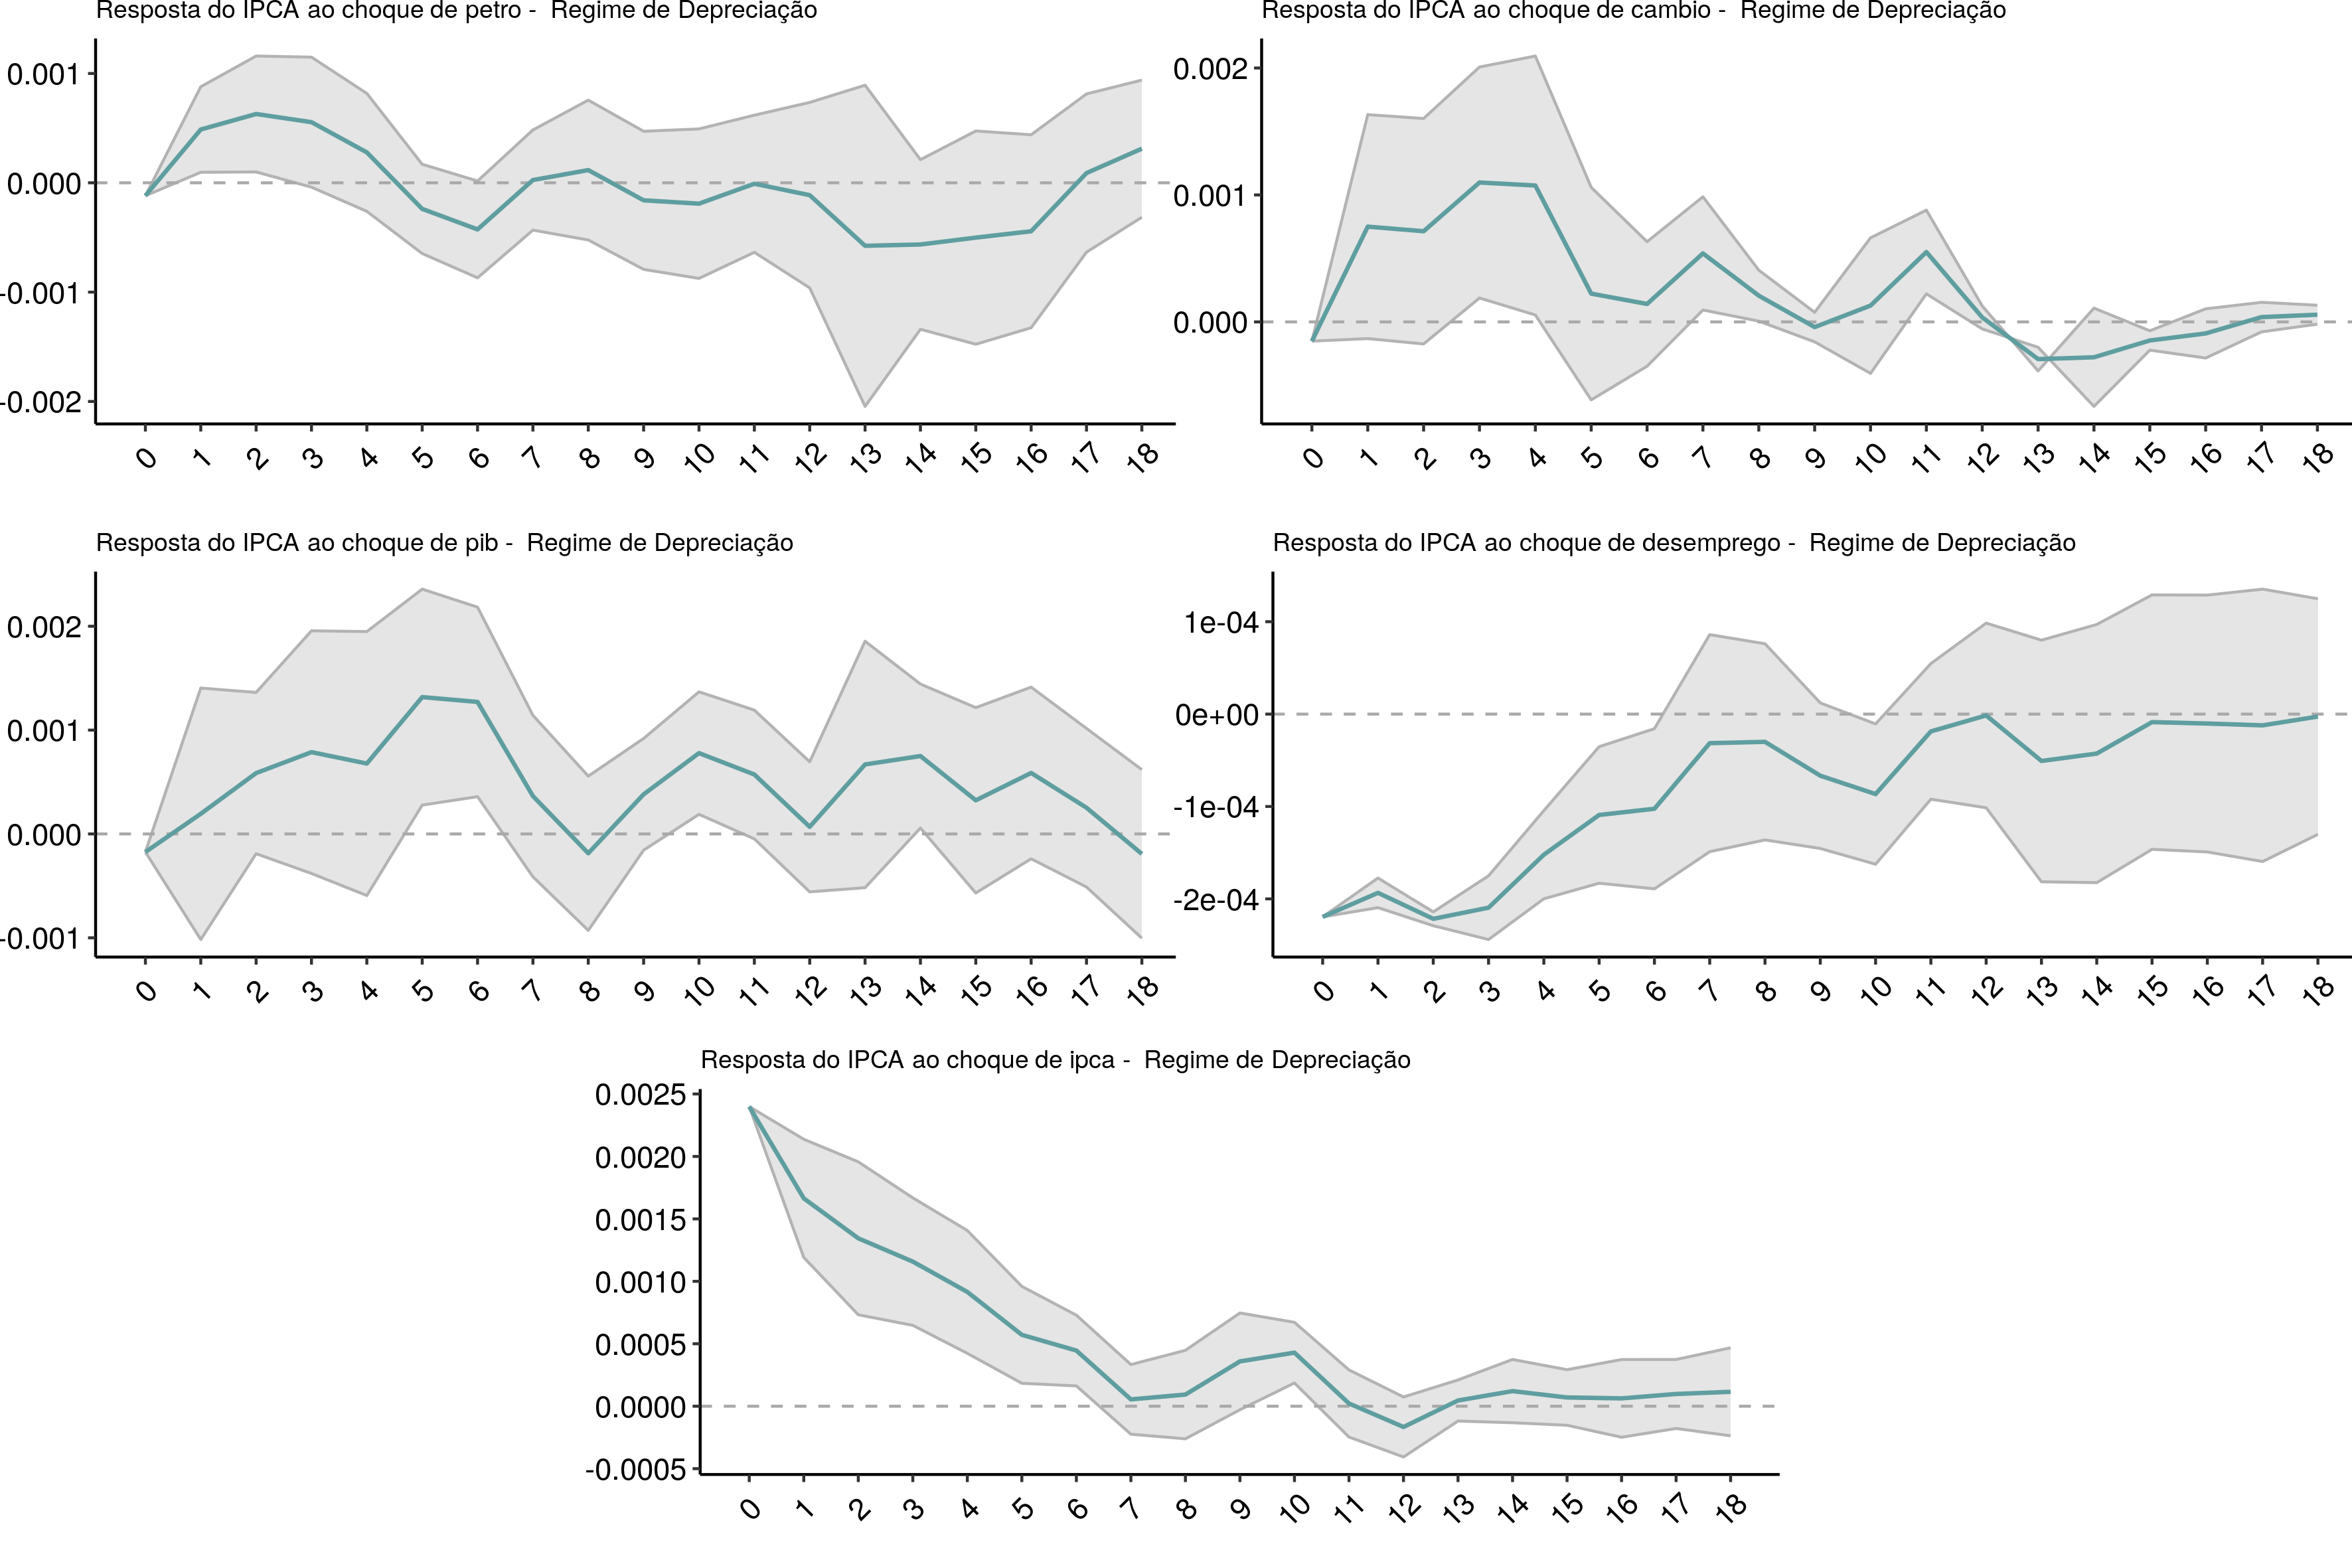 Resposta do IPCA ao choque de petro - Regime de Depreciação
0.001
0.000
-0.001
-0.002
0 1 2 3 4 5 6 7 8 9 10 11 12 13 14 15 16 17 18
Resposta do IPCA ao choque de cambio - Regime de Depreciação
0.002
0.001
0.000
0 1 2 3 4 5 6 7 8 9 10 11 12 13 14 15 16 17 18
Resposta do IPCA ao choque de pib - Regime de Depreciação
0.002
0.001
0.000
-0.001
0 1 2 3 4 5 6 7 8 9 10 11 12 13 14 15 16 17 18
Resposta do IPCA ao choque de desemprego - Regime de Depreciação
1e-04
0e+00
-1e-04
-2e-04
0 1 2 3 4 5 6 7 8 9 10 11 12 13 14 15 16 17 18
Resposta do IPCA ao choque de ipca - Regime de Depreciação
0.0025
0.0020
0.0015
0.0010
0.0005
0.0000
-0.0005
0 1 2 3 4 5 6 7 8 9 10 11 12 13 14 15 16 17 18